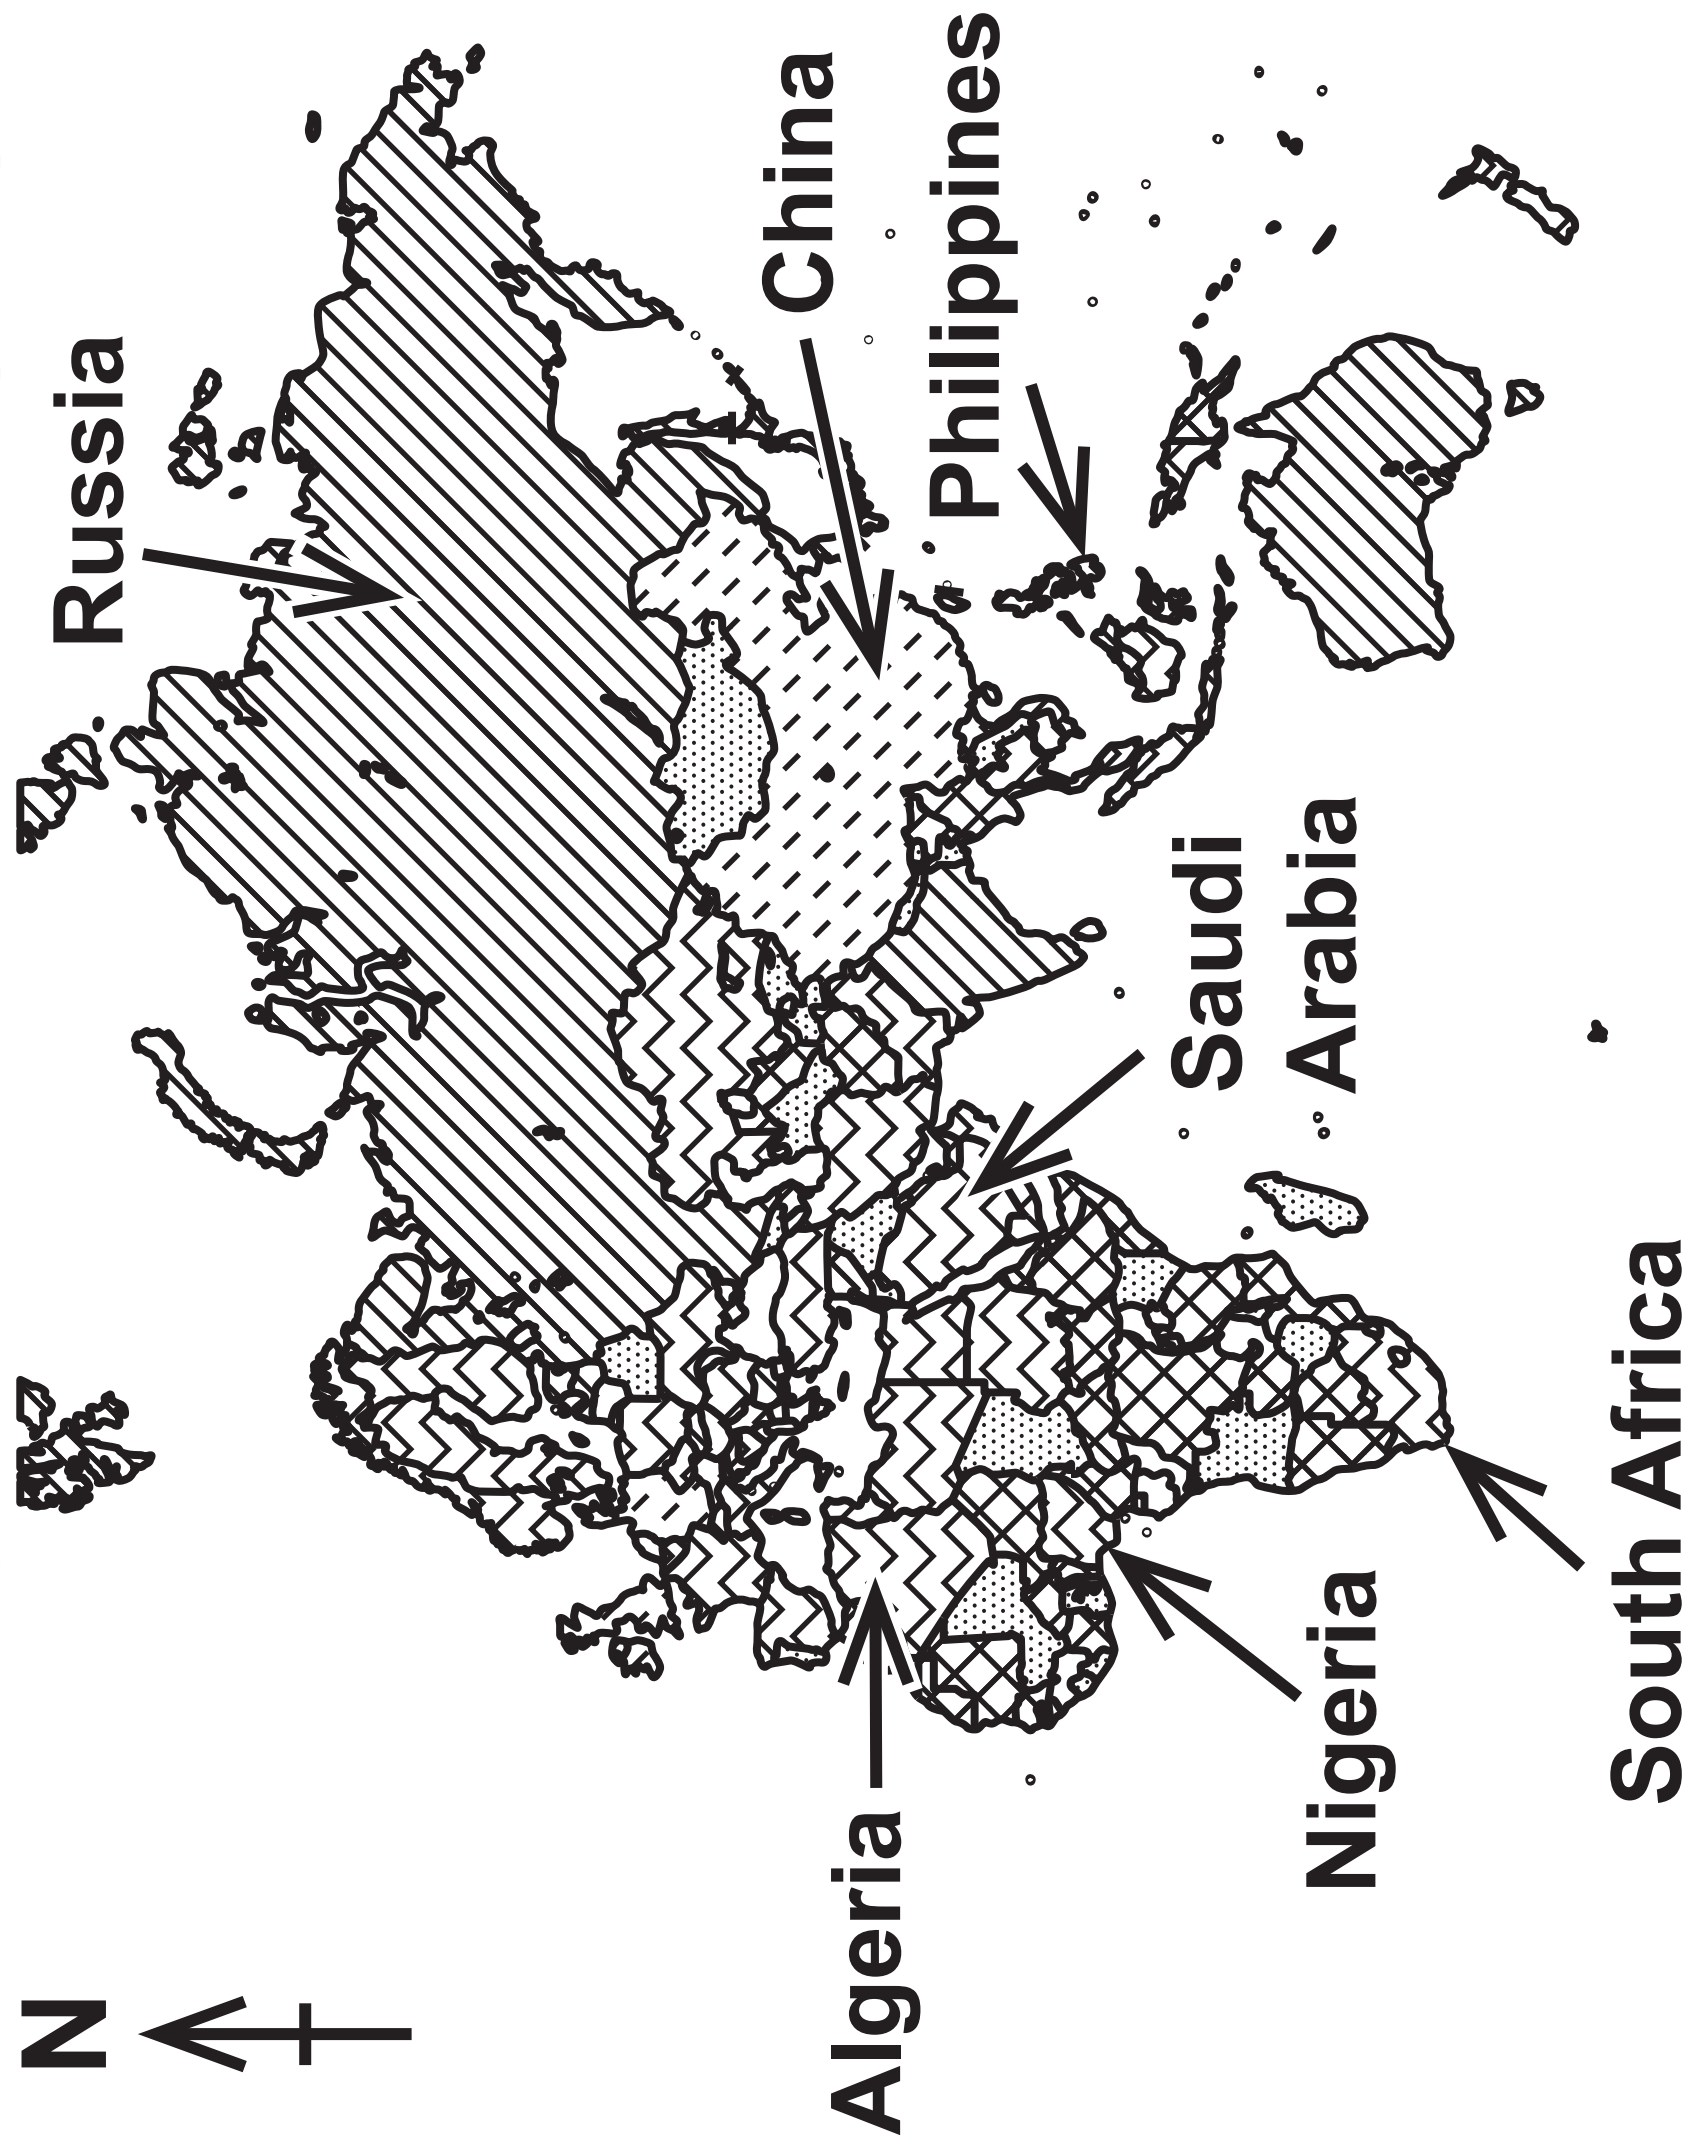 N
Russia
China
Philippines
Algeria
Saudi
Arabia
Nigeria
South Africa